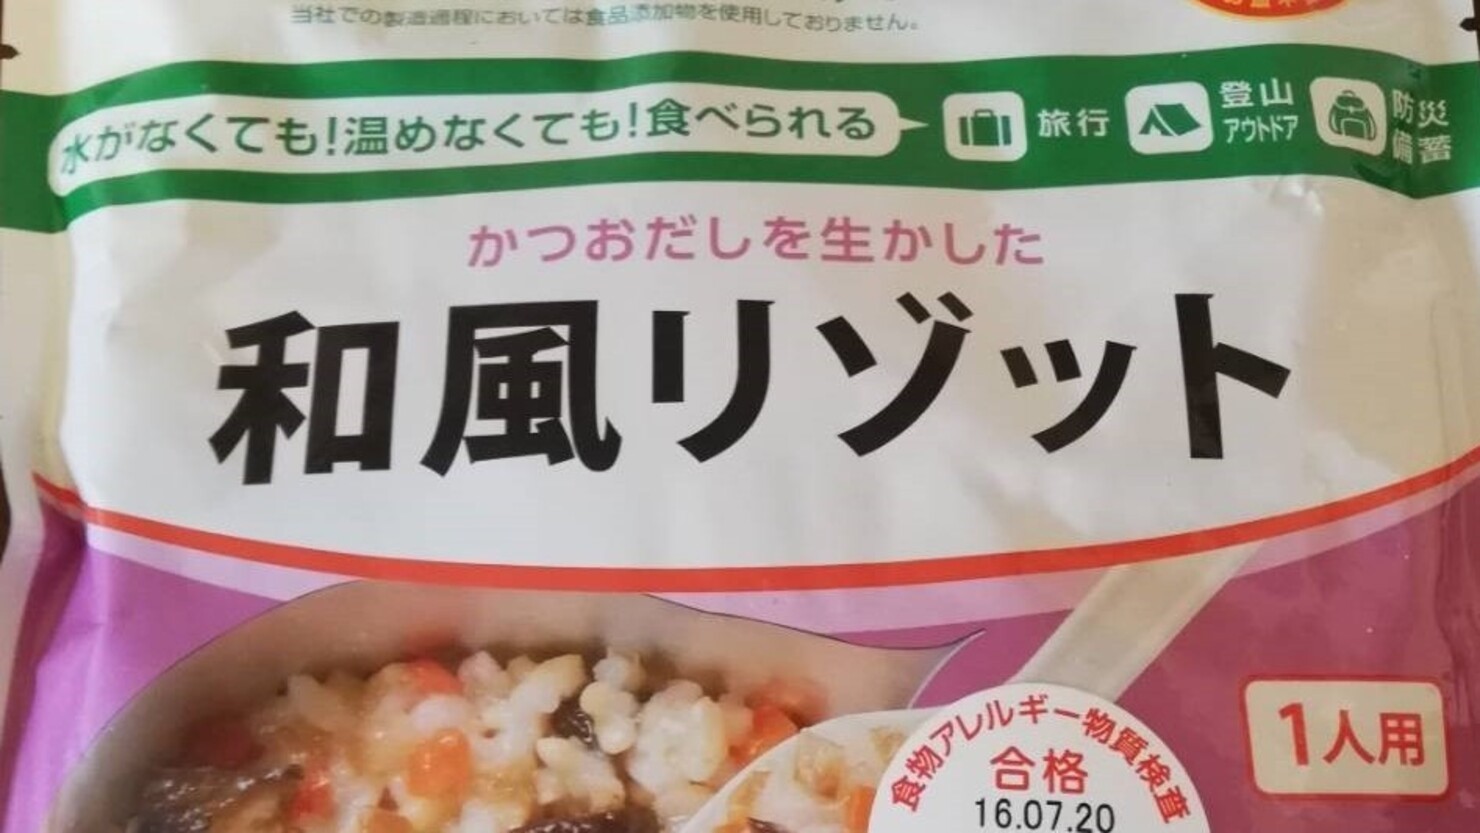 当社での製造過程においては食品添加物を使用しておりません。
水がなくても!温めなくても!食べられる
旅行
登山
アウトドア
防災
備蓄
かつおだしを生かした
和風リゾット
食物アレルギー物質検査
合格
16.07.20
1人用